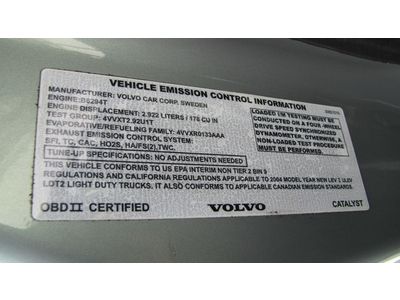 VEHICLE EMISSION CONTROL INFORMATION
MANUFACTURER: VOLVO CAR CORP. SWEDEN
ENGINE: B6294T
ENGINE DISPLACEMENT: 2.922 LITERS / 178 CU IN
TEST GROUP: 4VVXT2.92U1T
EVAPORATIVE/REFUELING FAMILY: 4VVXR0133AAA
EXHAUST EMISSION CONTROL SYSTEM:
SFI, TC, CAC, HO2S, HA/FS(2),TWC.
TUNE-UP SPECIFICATIONS: NO ADJUSTMENTS NEEDED
THIS VEHICLE CONFORMS TO US EPA INTERIM NON TIER 2 BIN 9
REGULATIONS AND CALIFORNIA REGULATIONS APPLICABLE TO 2004 MODEL YEAR NEW LEV 2, ULEV
LDT2 LIGHT DUTY TRUCKS. IT IS ALSO APPLICABLE CANADIAN EMISSION STANDARDS.
LOADED I/M TESTING MUST BE
CONDUCTED ON A FOUR-WHEEL
DRIVE SPEED SYNCHRONIZED
DYNAMOMETER, OTHERWISE, A
NON-LOADED TEST PROCEDURE
MUST BE CONDUCTED.
OBD II CERTIFIED
VOLVO
CATALYST